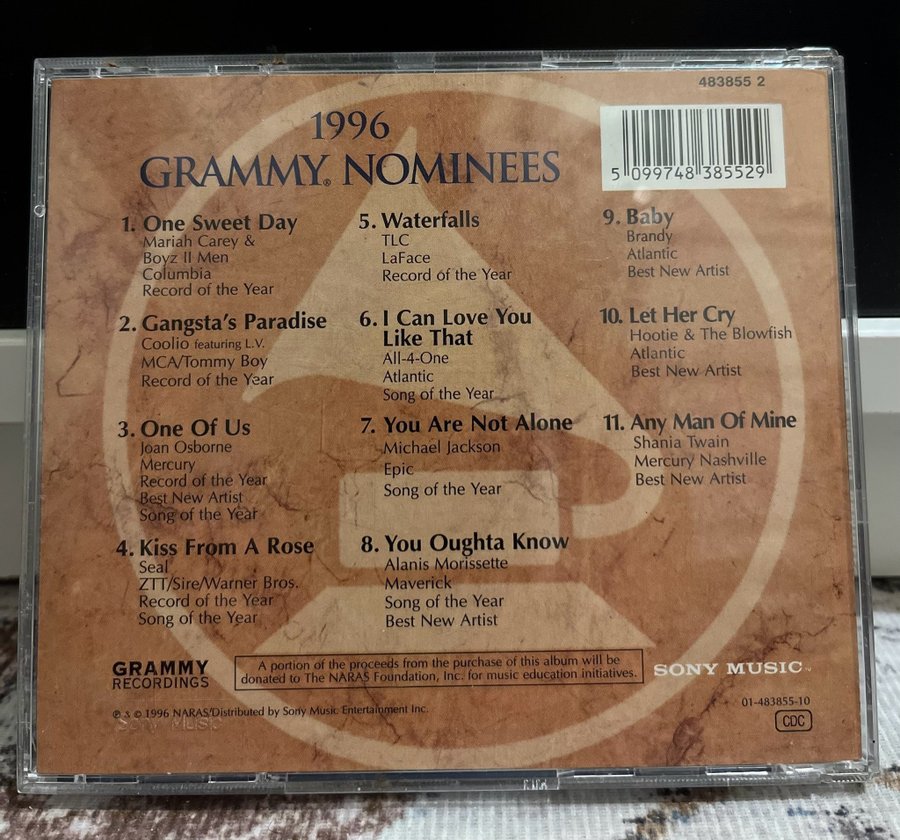 483855 2
5 099748 385529
1996
GRAMMY® NOMINEES
1. One Sweet Day
Mariah Carey &
Boyz II Men
Columbia
Record of the Year
2. Gangsta's Paradise
Coolio featuring L.V.
MCA/Tommy Boy
Record of the Year
3. One Of Us
Joan Osborne
Mercury
Record of the Year
Best New Artist
Song of the Year
4. Kiss From A Rose
Seal
ZTT/Sire/Warner Bros.
Record of the Year
Song of the Year
5. Waterfalls
TLC
LaFace
Record of the Year
6. I Can Love You
Like That
All-4-One
Atlantic
Song of the Year
7. You Are Not Alone
Michael Jackson
Epic
Song of the Year
8. You Oughta Know
Alanis Morissette
Maverick
Song of the Year
Best New Artist
9. Baby
Brandy
Atlantic
Best New Artist
10. Let Her Cry
Hootie & The Blowfish
Atlantic
Best New Artist
11. Any Man Of Mine
Shania Twain
Mercury Nashville
Best New Artist
GRAMMY
RECORDINGS
A portion of the proceeds from the purchase of this album will be
donated to The NARAS Foundation, Inc. for music education initiatives.
SONY MUSIC™
℗ & © 1996 NARAS/Distributed by Sony Music Entertainment Inc.
Sony Music
01-483855-10
CDC